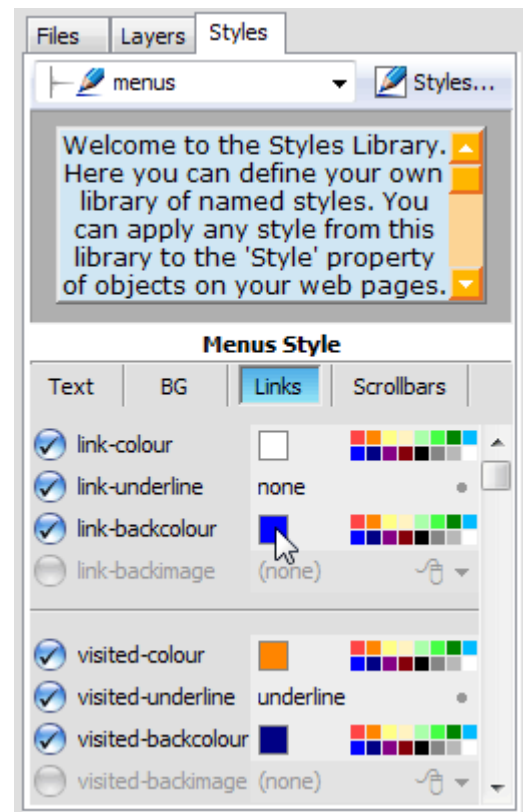 Files Layers Styles
menus Styles...
Welcome to the Styles Library.
Here you can define your own
library of named styles. You
can apply any style from this
library to the 'Style' property
of objects on your web pages.
Menus Style
Text BG Links Scrollbars
link-colour
link-underline none
link-backcolour
link-backimage (none)
visited-colour
visited-underline underline
visited-backcolour
visited-backimage (none)